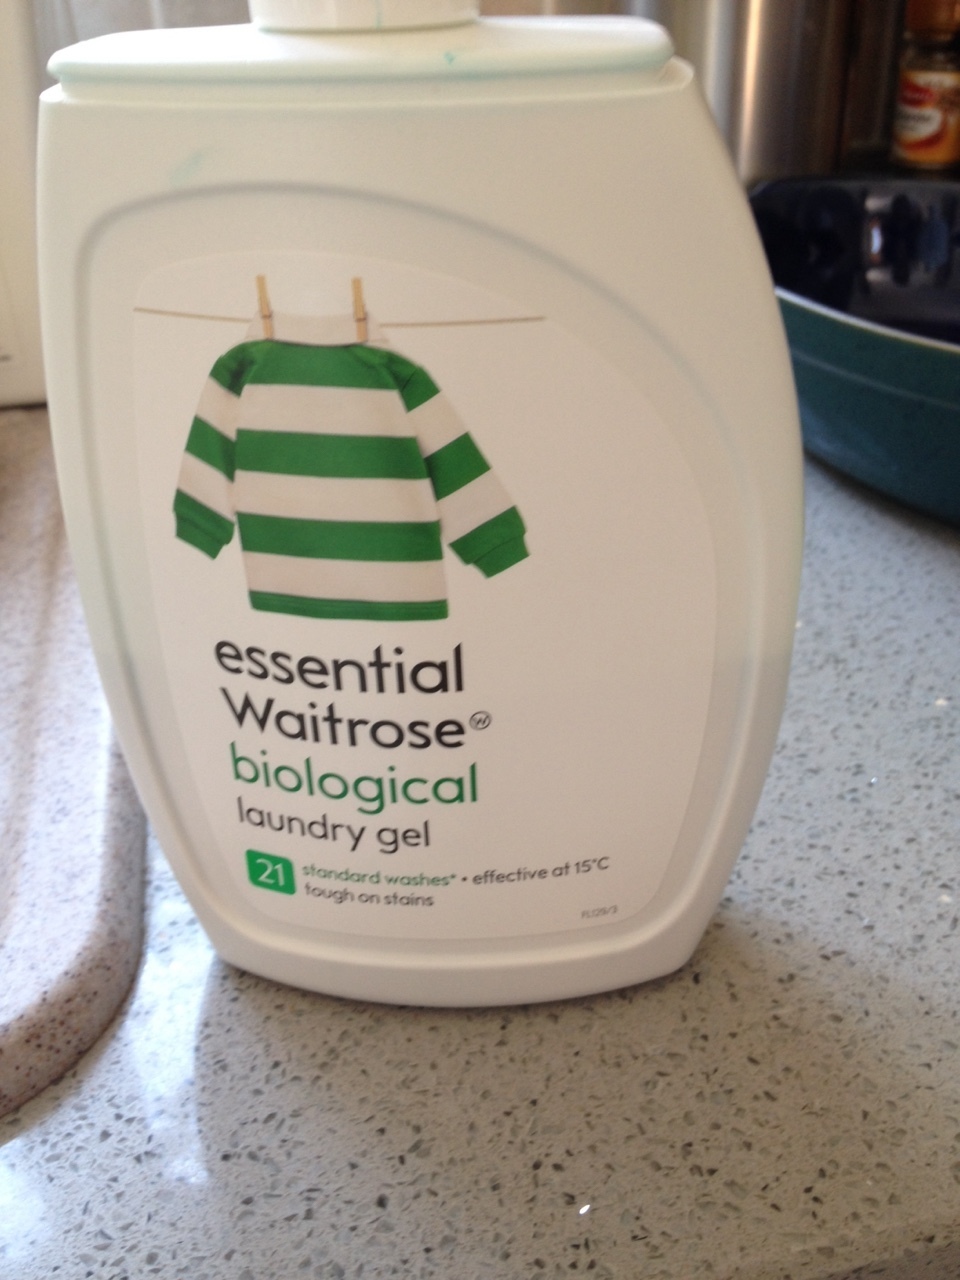 essential
Waitrose
biological
laundry gel
21 standard washes* • effective at 15°C
tough on stains